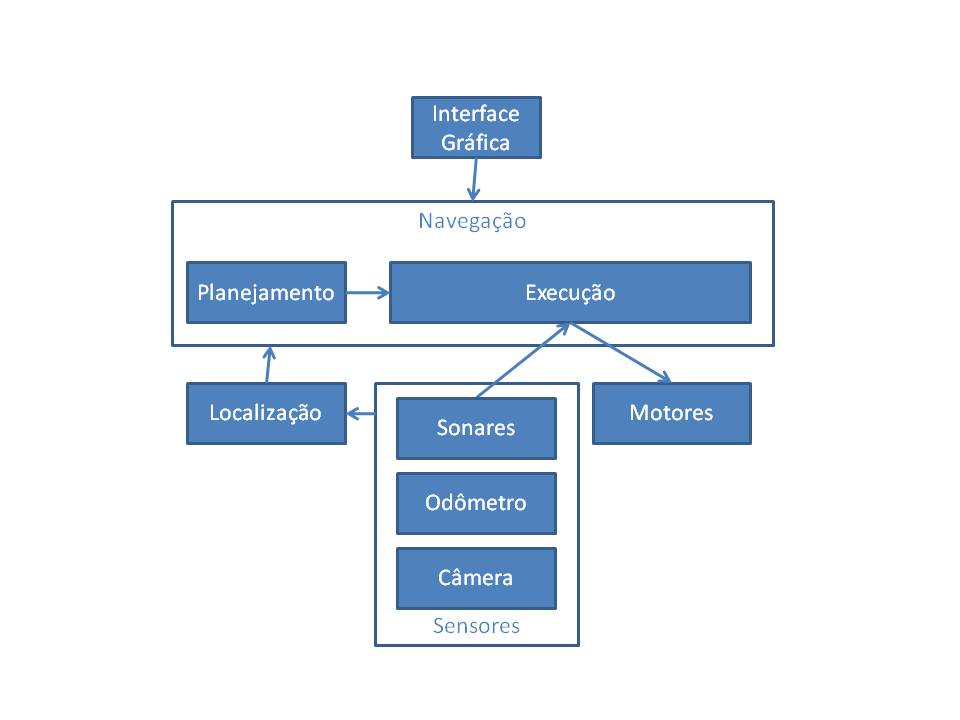 Interface
Gráfica
Navegação
Planejamento
Execução
Localização
Sonares
Motores
Odômetro
Câmera
Sensores